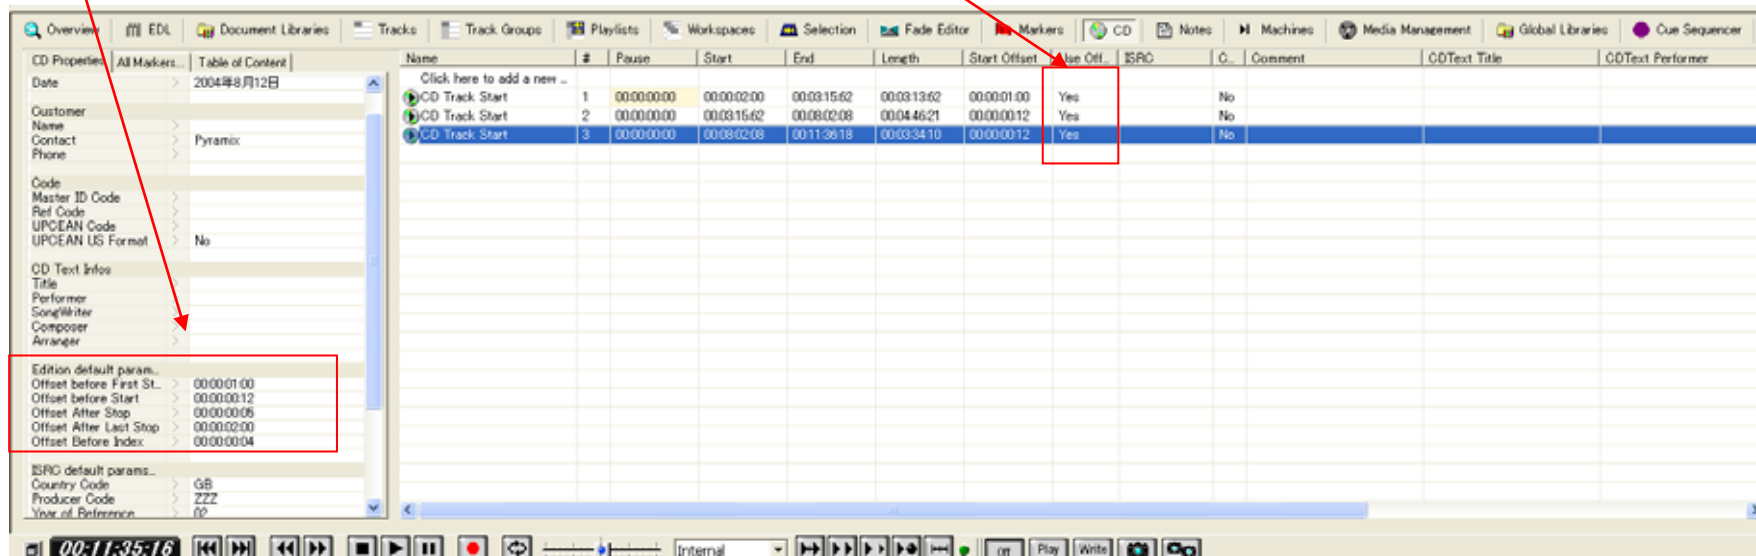 Overview EDL Document Libraries Tracks Track Groups Playlists Workspaces Selection Fade Editor Markers CD Notes Machines Media Management Global Libraries Cue Sequencer
CD Properties All Markers... Table of Content
Name # Pause Start End Length Start Offset Use Off... ISRC C... Comment CDText Title CDText Performer
Date 2004年8月12日
Click here to add a new ...
CD Track Start 1 00:00:00:00 00:00:02:00 00:03:15:62 00:03:13:62 00:00:01:00 Yes No
CD Track Start 2 00:00:00:00 00:03:15:62 00:08:02:08 00:04:46:21 00:00:00:12 Yes No
CD Track Start 3 00:00:00:00 00:08:02:08 00:11:36:18 00:03:34:10 00:00:00:12 Yes No
Customer
Name
Contact Pyramix
Phone
Code
Master ID Code
Ref Code
UPCEAN Code
UPCEAN US Format No
CD Text Infos
Title
Performer
SongWriter
Composer
Arranger
Edition default param...
Offset before First St... 00:00:01:00
Offset before Start 00:00:00:12
Offset After Stop 00:00:00:05
Offset After Last Stop 00:00:02:00
Offset Before Index 00:00:00:04
ISRC default params...
Country Code GB
Producer Code ZZZ
Year of Reference 02
00:11:35:16 Internal Off Play Write